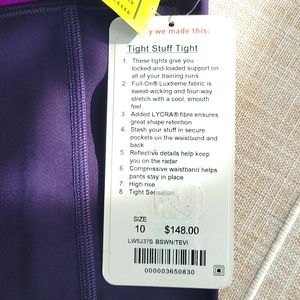 y we made this:
Tight Stuff Tight
1. These tights give you
locked-and-loaded support on
all of your training runs
2. Full-On® Luxtreme fabric is
sweat-wicking and four-way
stretch with a cool, smooth
feel
3. Added LYCRA® fibre ensures
great shape retention
4. Stash your stuff in secure
pockets on the waistband and
back
5. Reflective details help keep
you on the radar
6. Compressive waistband helps
pants stay in place
7. High rise
8. Tight Sensation
SIZE
10 $148.00
LW5J37S BSWN/TEVI
000003650830